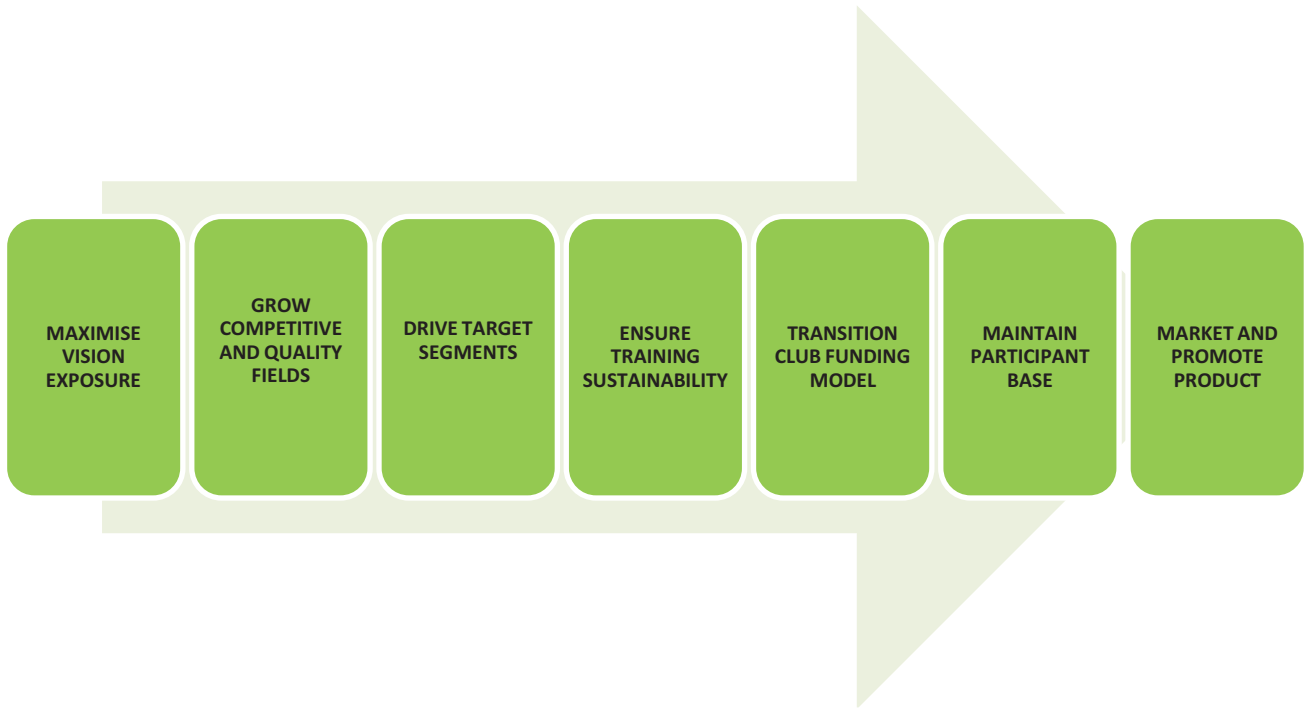 MAXIMISE
VISION
EXPOSURE
GROW
COMPETITIVE
AND QUALITY
FIELDS
DRIVE TARGET
SEGMENTS
ENSURE
TRAINING
SUSTAINABILITY
TRANSITION
CLUB FUNDING
MODEL
MAINTAIN
PARTICIPANT
BASE
MARKET AND
PROMOTE
PRODUCT